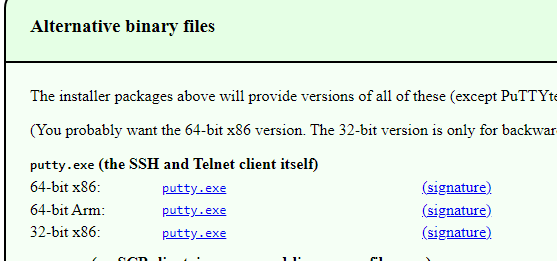 Alternative binary files
The installer packages above will provide versions of all of these (except PuTTYte
(You probably want the 64-bit x86 version. The 32-bit version is only for backwar
putty.exe (the SSH and Telnet client itself)
64-bit x86: putty.exe (signature)
64-bit Arm: putty.exe (signature)
32-bit x86: putty.exe (signature)